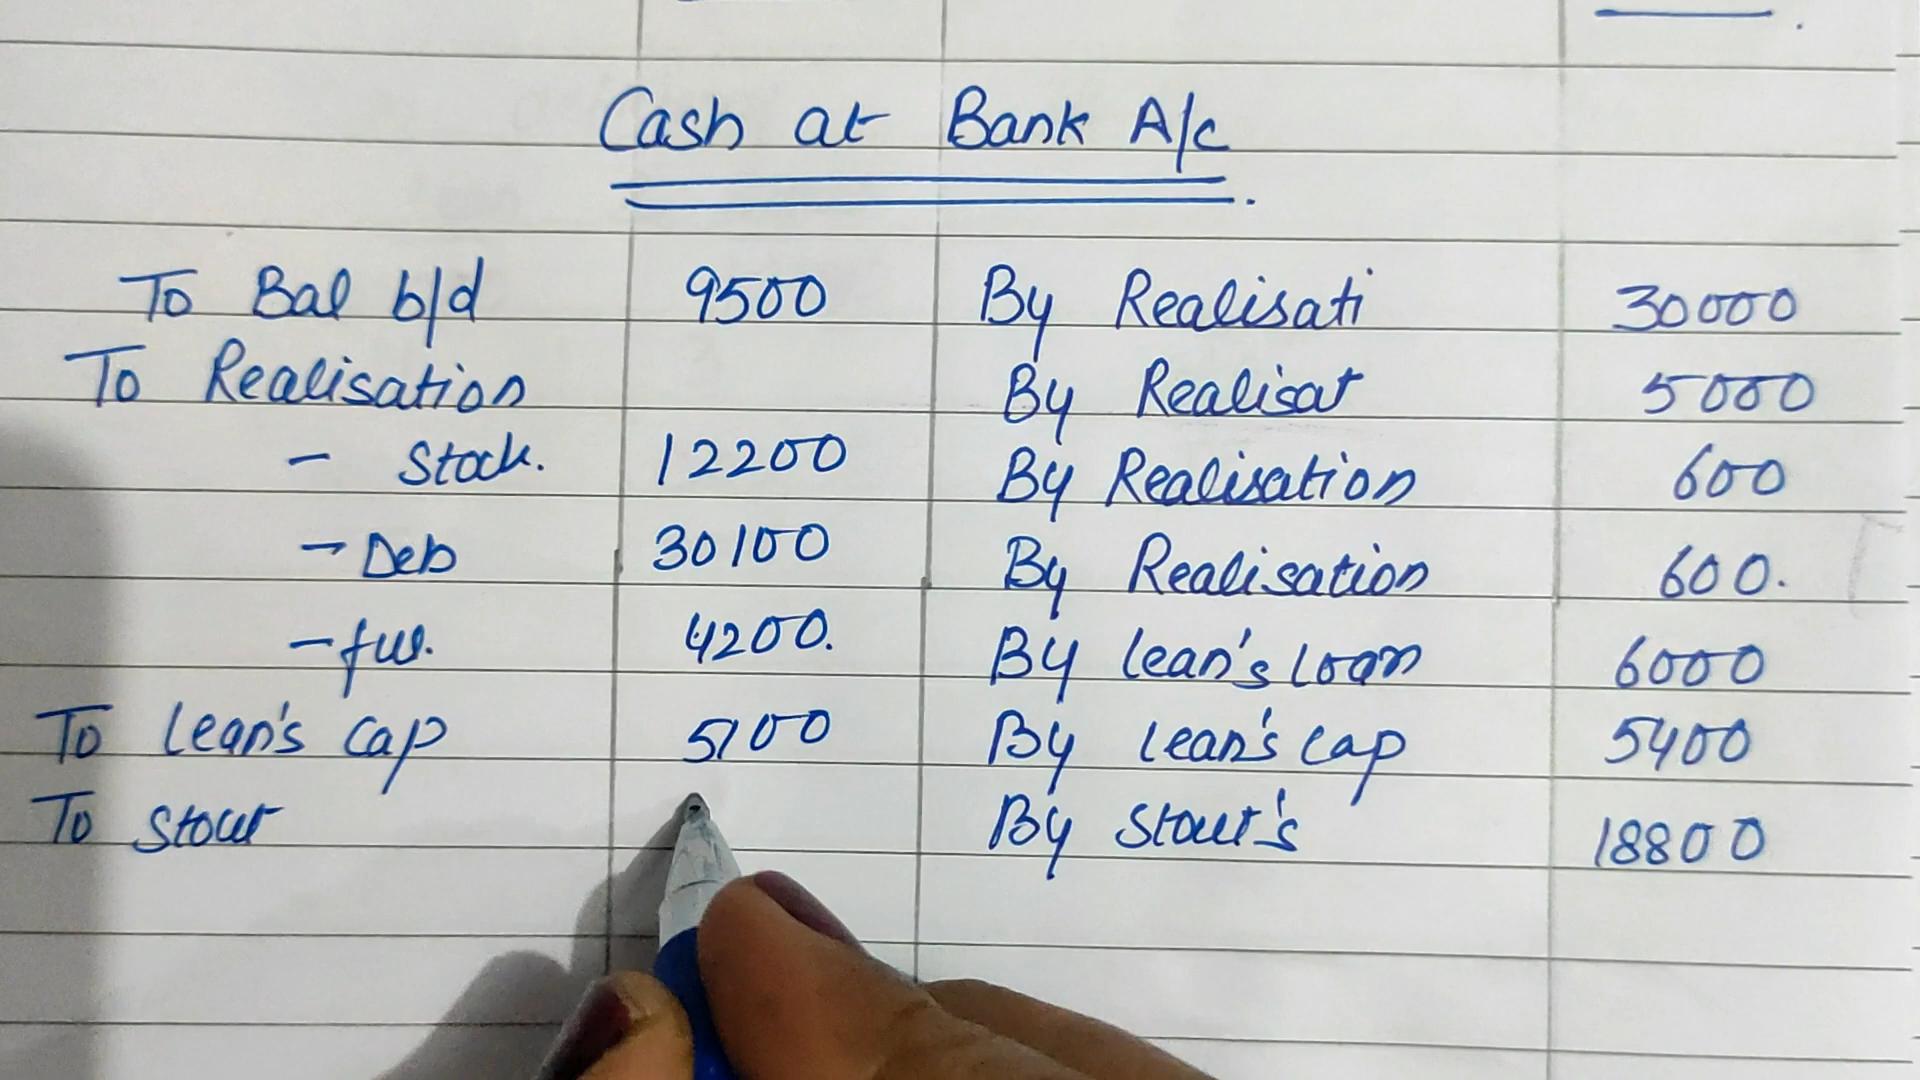 Cash at Bank A/c
To Bal b/d 9500 By Realisati 30000
To Realisation By Realisat 5000
- Stock. 12200 By Realisation 600
- Deb 30100 By Realisation 600.
- fur. 4200. By lean's loan 6000
To lean's cap 5100 By lean's cap 5400
To Stout By Stout's 18800